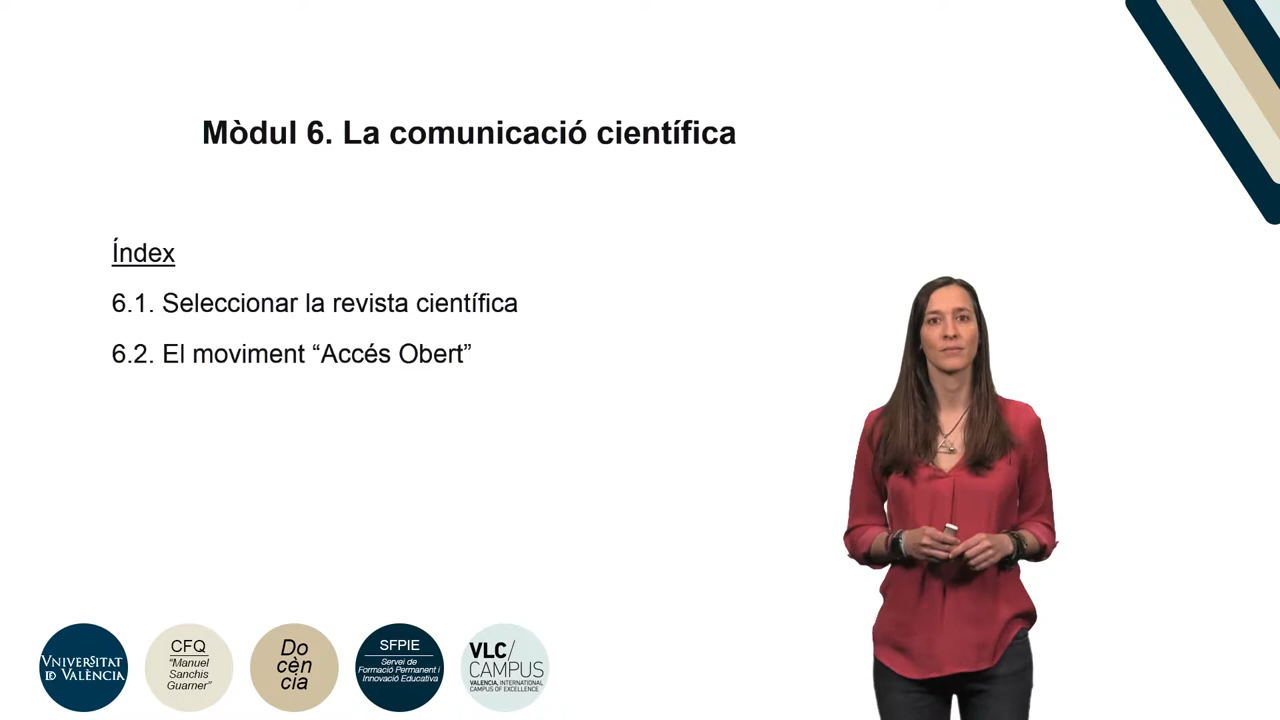 Mòdul 6. La comunicació científica
Índex
6.1. Seleccionar la revista científica
6.2. El moviment “Accés Obert”
VNIVERSITAT
ID VALÈNCIA
CFQ
“Manuel
Sanchis
Guarner”
Do
cèn
cia
SFPIE
Servei de
Formació Permanent i
Innovació Educativa
VLC/
CAMPUS
VALENCIA, INTERNATIONAL
CAMPUS OF EXCELLENCE